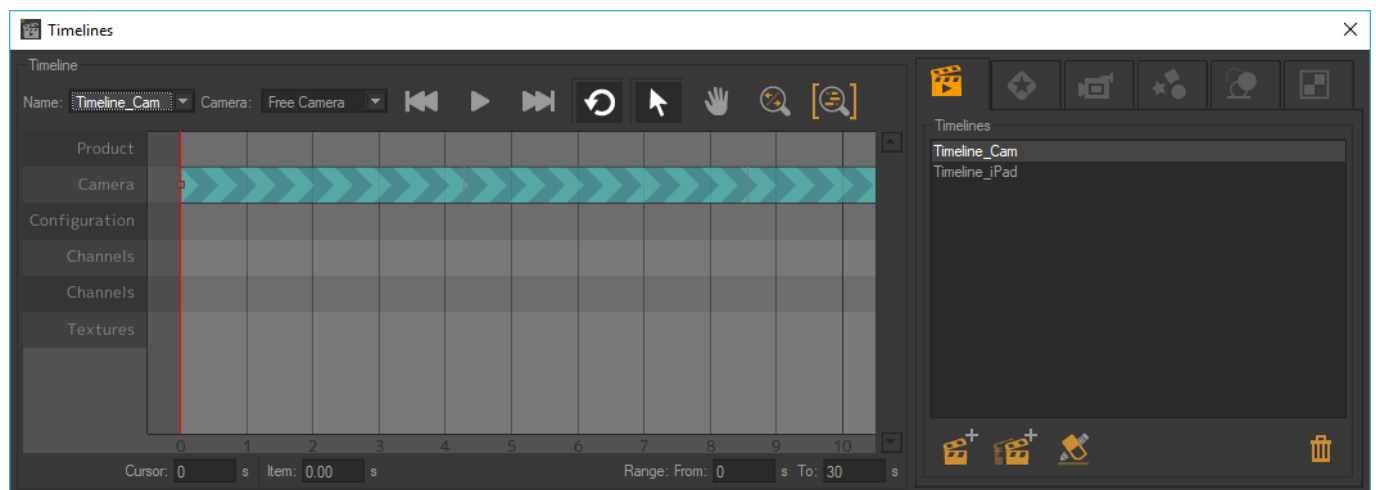 Timelines
Timeline
Name: Timeline_Cam Camera: Free Camera
Product
Camera
Configuration
Channels
Channels
Textures
0 1 2 3 4 5 6 7 8 9 10
Cursor: 0 s Item: 0.00 s Range: From: 0 s To: 30 s
Timelines
Timeline_Cam
Timeline_iPad